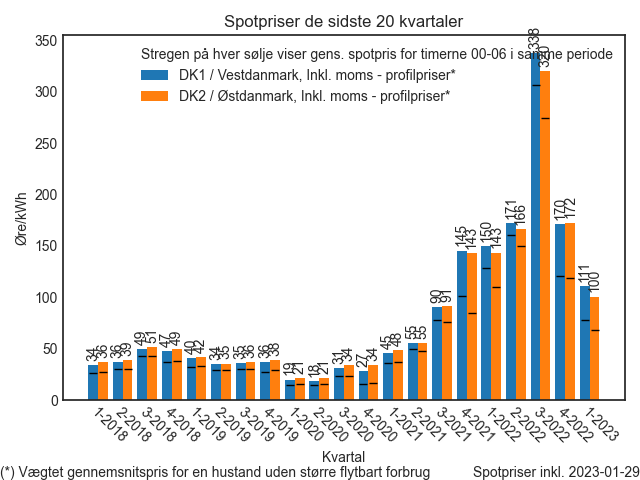 Spotpriser de sidste 20 kvartaler
Stregen på hver søjle viser gens. spotpris for timerne 00-06 i samme periode
DK1 / Vestdanmark, Inkl. moms - profilpriser*
DK2 / Østdanmark, Inkl. moms - profilpriser*
Øre/kWh
350
300
250
200
150
100
50
0
34 36 36 39 49 51 47 49 40 42 34 35 35 36 36 38 19 21 18 21 31 34 27 34 45 48 55 55 90 91 145 143 150 143 171 166 338 320 170 172 111 100
1-2018 2-2018 3-2018 4-2018 1-2019 2-2019 3-2019 4-2019 1-2020 2-2020 3-2020 4-2020 1-2021 2-2021 3-2021 4-2021 1-2022 2-2022 3-2022 4-2022 1-2023
Kvartal
(*) Vægtet gennemsnitspris for en hustand uden større flytbart forbrug
Spotpriser inkl. 2023-01-29